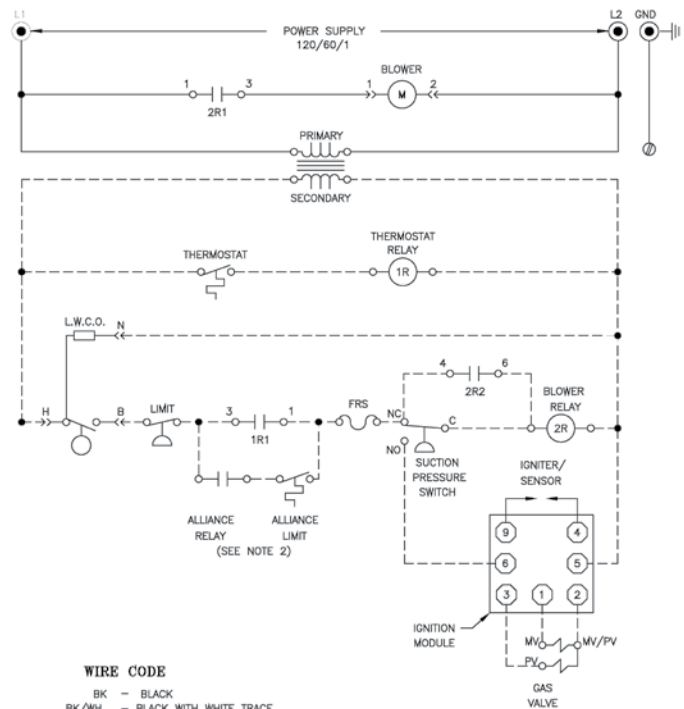 L1
L2
GND
POWER SUPPLY
120/60/1
BLOWER
1
3
1
2
M
2R1
PRIMARY
SECONDARY
THERMOSTAT
THERMOSTAT
RELAY
1R
L.W.C.O.
N
4
6
2R2
H
B
LIMIT
3
1
1R1
FRS
NC
C
NO
BLOWER
RELAY
2R
SUCTION
PRESSURE
SWITCH
IGNITER/
SENSOR
ALLIANCE
RELAY
ALLIANCE
LIMIT
(SEE NOTE 2)
9
4
6
5
3
1
2
IGNITION
MODULE
MV
MV/PV
PV
GAS
VALVE
WIRE CODE
BK – BLACK
BK/WH – BLACK WITH WHITE TRACE